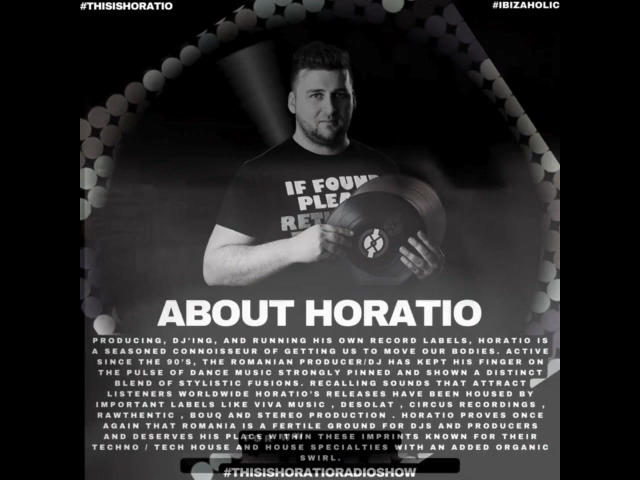 #THISISHORATIO
#IBIZAHOLIC
IF FOUND
PLEA
RET
ABOUT HORATIO
PRODUCING, DJ'ING, AND RUNNING HIS OWN RECORD LABELS, HORATIO IS
A SEASONED CONNOISSEUR OF GETTING US TO MOVE OUR BODIES. ACTIVE
SINCE THE 90'S, THE ROMANIAN PRODUCER/DJ HAS KEPT HIS FINGER ON
THE PULSE OF DANCE MUSIC STRONGLY PINNED AND SHOWN A DISTINCT
BLEND OF STYLISTIC FUSIONS. RECALLING SOUNDS THAT ATTRACT
LISTENERS WORLDWIDE HORATIO'S RELEASES HAVE BEEN HOUSED BY
IMPORTANT LABELS LIKE VIVA MUSIC , DESOLAT , CIRCUS RECORDINGS ,
RAWTHENTIC , BOUQ AND STEREO PRODUCTION . HORATIO PROVES ONCE
AGAIN THAT ROMANIA IS A FERTILE GROUND FOR DJS AND PRODUCERS
AND DESERVES HIS PLACE WITHIN THESE IMPRINTS KNOWN FOR THEIR
TECHNO / TECH HOUSE AND HOUSE SPECIALTIES WITH AN ADDED ORGANIC
SWIRL.
#THISISHORATIORADIOSHOW